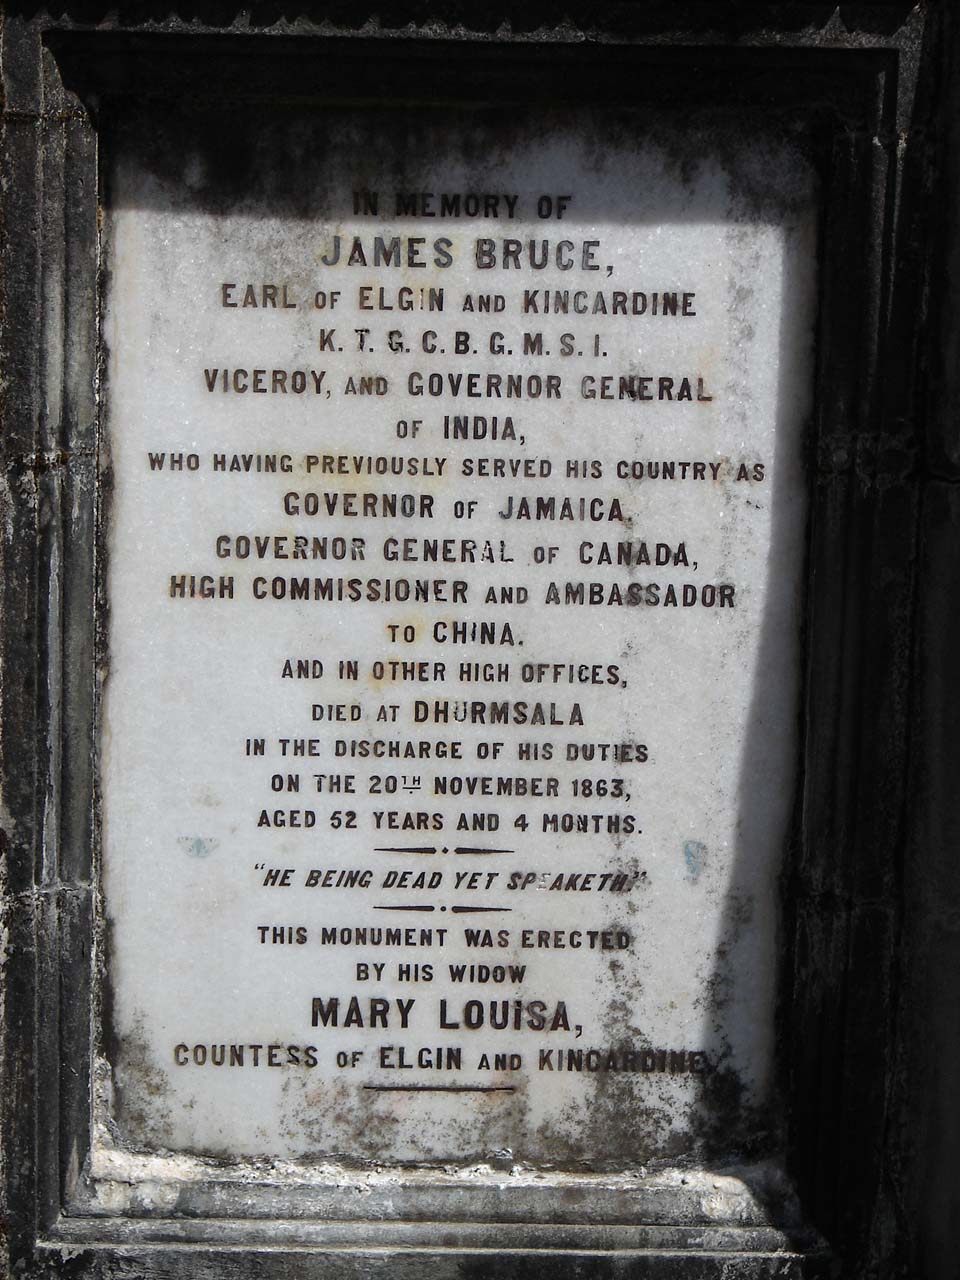 IN MEMORY OF
JAMES BRUCE,
EARL OF ELGIN AND KINCARDINE
K. T. G. C. B. G. M. S. I.
VICEROY, AND GOVERNOR GENERAL
OF INDIA,
WHO HAVING PREVIOUSLY SERVED HIS COUNTRY AS
GOVERNOR OF JAMAICA,
GOVERNOR GENERAL OF CANADA,
HIGH COMMISSIONER AND AMBASSADOR
TO CHINA.
AND IN OTHER HIGH OFFICES,
DIED AT DHURMSALA
IN THE DISCHARGE OF HIS DUTIES
ON THE 20TH NOVEMBER 1863,
AGED 52 YEARS AND 4 MONTHS.
"HE BEING DEAD YET SPEAKETH."
THIS MONUMENT WAS ERECTED
BY HIS WIDOW
MARY LOUISA,
COUNTESS OF ELGIN AND KINCARDINE